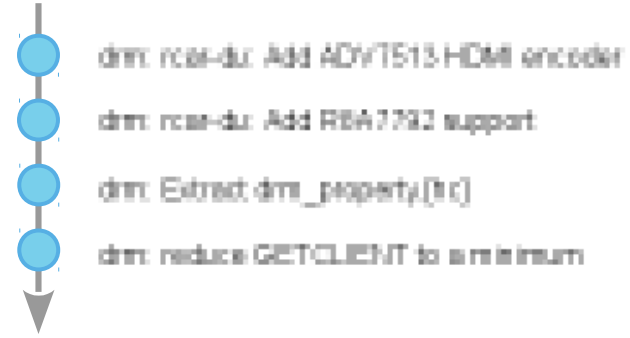 drm: rcar-du: Add ADV7513 HDMI encoder
drm: rcar-du: Add R8A7792 support
drm: Extract drm_property.[hc]
drm: reduce GETCLIENT to a minimum